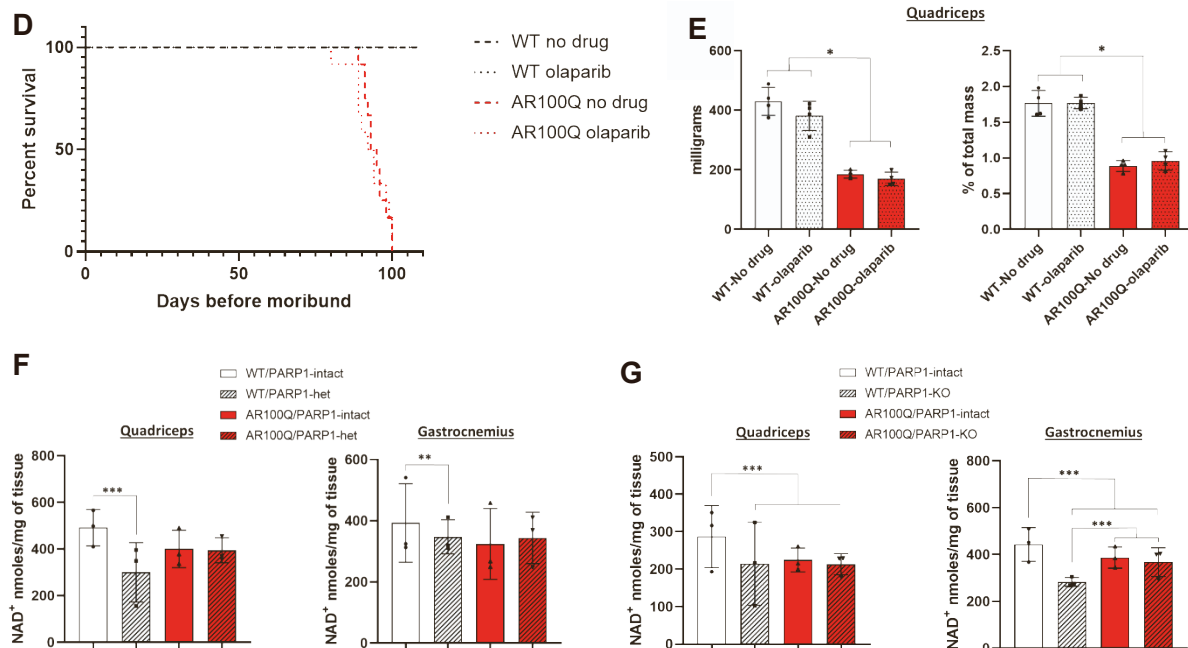 D
Percent survival
100
50
0
0
50
100
Days before moribund
WT no drug
WT olaparib
AR100Q no drug
AR100Q olaparib
E
Quadriceps
milligrams
600
400
200
0
*
WT-No drug
WT-olaparib
AR100Q-No drug
AR100Q-olaparib
% of total mass
2.5
2.0
1.5
1.0
0.5
0.0
*
WT-No drug
WT-olaparib
AR100Q-No drug
AR100Q-olaparib
F
WT/PARP1-intact
WT/PARP1-het
AR100Q/PARP1-intact
AR100Q/PARP1-het
Quadriceps
NAD+ nmoles/mg of tissue
800
600
400
200
0
***
Gastrocnemius
NAD+ nmoles/mg of tissue
600
400
200
0
**
G
WT/PARP1-intact
WT/PARP1-KO
AR100Q/PARP1-intact
AR100Q/PARP1-KO
Quadriceps
NAD+ nmoles/mg of tissue
500
400
300
200
100
0
***
Gastrocnemius
NAD+ nmoles/mg of tissue
800
600
400
200
0
***
***